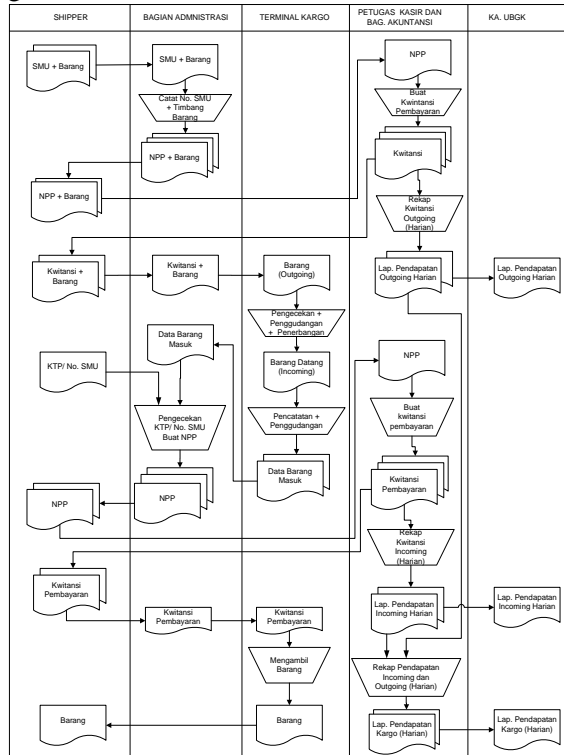 SHIPPER
BAGIAN ADMNISTRASI
TERMINAL KARGO
PETUGAS KASIR DAN
BAG. AKUNTANSI
KA. UBGK
SMU + Barang
SMU + Barang
NPP
Catat No. SMU
+ Timbang
Barang
Buat
Kwintansi
Pembayaran
NPP + Barang
Kwitansi
NPP + Barang
Rekap
Kwitansi
Outgoing
(Harian)
Kwitansi +
Barang
Kwitansi +
Barang
Barang
(Outgoing)
Lap. Pendapatan
Outgoing Harian
Lap. Pendapatan
Outgoing Harian
Pengecekan +
Penggudangan
+ Penerbangan
Data Barang
Masuk
KTP/ No. SMU
Barang Datang
(Incoming)
NPP
Pengecekan
KTP/ No. SMU
Buat NPP
Pencatatan +
Penggudangan
Buat
kwitansi
pembayaran
Data Barang
Masuk
Kwitansi
Pembayaran
NPP
NPP
Rekap
Kwitansi
Incoming
(Harian)
Kwitansi
Pembayaran
Lap. Pendapatan
Incoming Harian
Lap. Pendapatan
Incoming Harian
Kwitansi
Pembayaran
Kwitansi
Pembayaran
Mengambil
Barang
Rekap Pendapatan
Incoming dan
Outgoing (Harian)
Barang
Barang
Lap. Pendapatan
Kargo (Harian)
Lap. Pendapatan
Kargo (Harian)